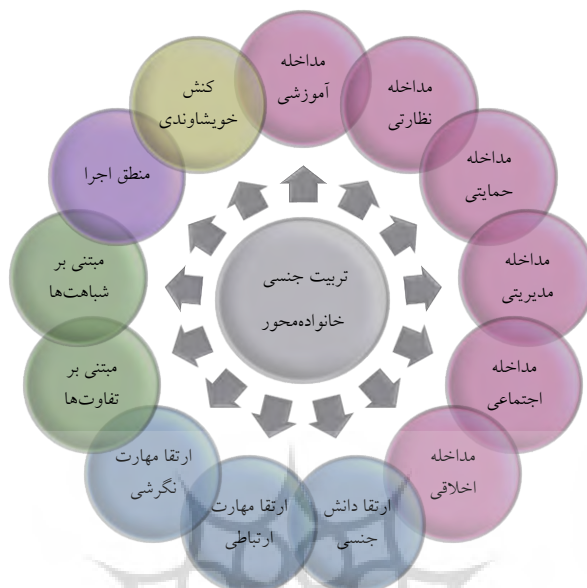 مداخله
آموزشی
مداخله
نظارتی
مداخله
حمایتی
مداخله
مدیریتی
مداخله
اجتماعی
مداخله
اخلاقی
ارتقا دانش
جنسی
ارتقا مهارت
ارتباطی
ارتقا مهارت
نگرشی
مبتنی بر
تفاوت‌ها
مبتنی بر
شباهت‌ها
منطق اجرا
کنش
خویشاوندی
تربیت جنسی
خانواده‌محور